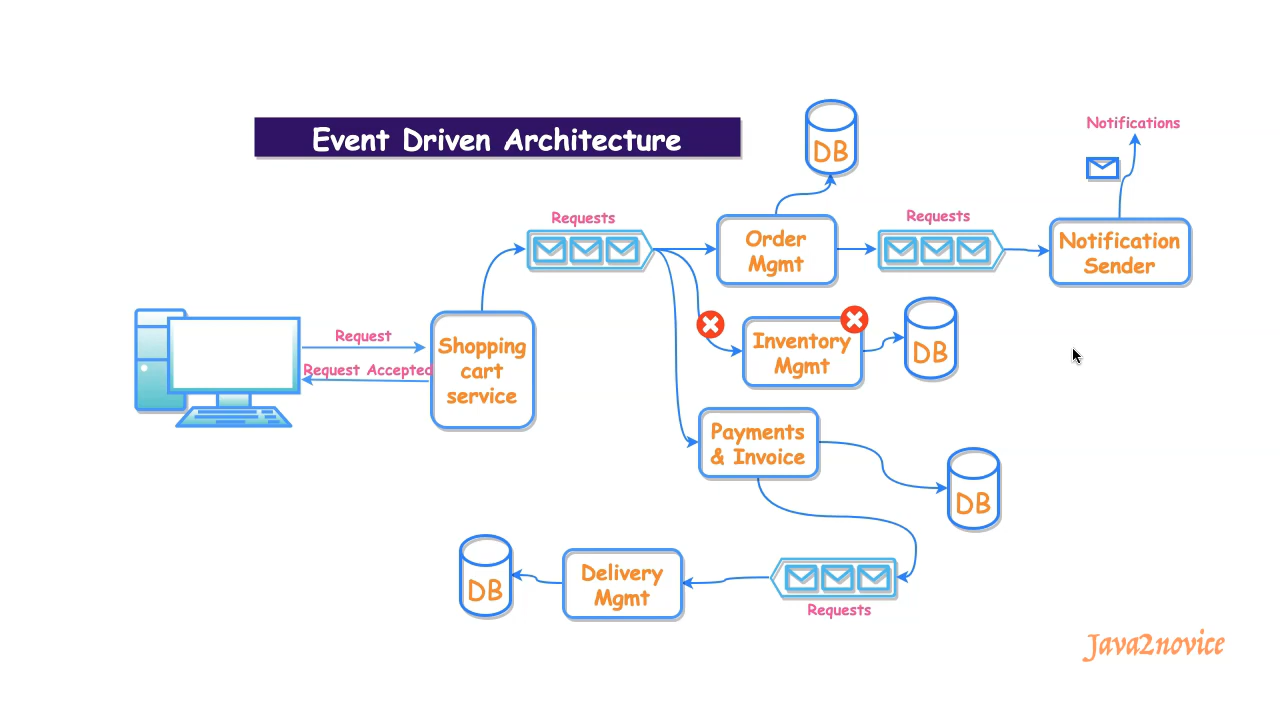 Event Driven Architecture
DB
Notifications
Requests
Requests
Order
Mgmt
Notification
Sender
Request
Request Accepted
Shopping
cart
service
Inventory
Mgmt
DB
Payments
& Invoice
DB
DB
Delivery
Mgmt
Requests
Java2novice